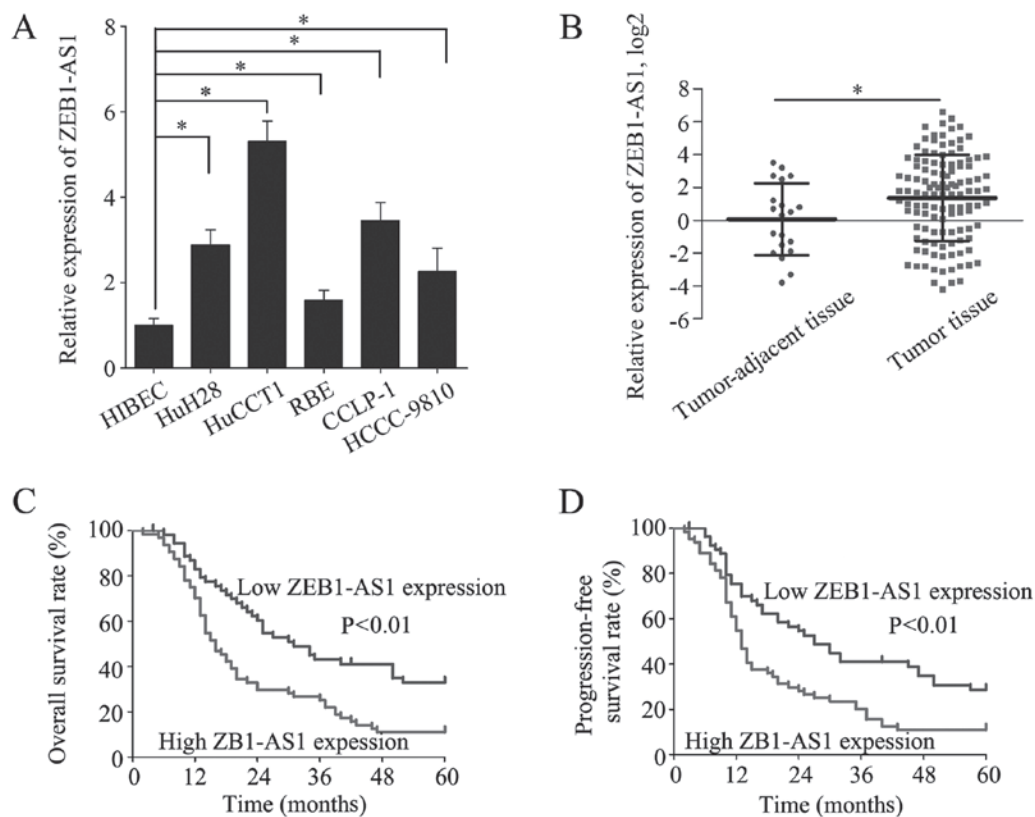 A
Relative expression of ZEB1-AS1
8
6
4
2
0
*
*
*
*
*
HIBEC
HuH28
HuCCT1
RBE
CCLP-1
HCCC-9810
B
Relative expression of ZEB1-AS1, log2
8
6
4
2
0
-2
-4
-6
*
Tumor-adjacent tissue
Tumor tissue
C
Overall survival rate (%)
100
80
60
40
20
0
Low ZEB1-AS1 expression
P<0.01
High ZB1-AS1 expession
0 12 24 36 48 60
Time (months)
D
Progression-free
survival rate (%)
100
80
60
40
20
0
Low ZEB1-AS1 expression
P<0.01
High ZEB1-AS1 expession
0 12 24 36 48 60
Time (months)